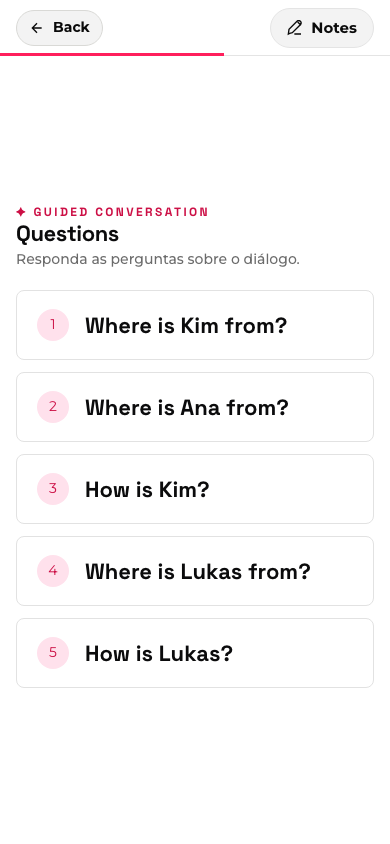 Back
Notes
GUIDED CONVERSATION
Questions
Responda as perguntas sobre o diálogo.
1 Where is Kim from?
2 Where is Ana from?
3 How is Kim?
4 Where is Lukas from?
5 How is Lukas?